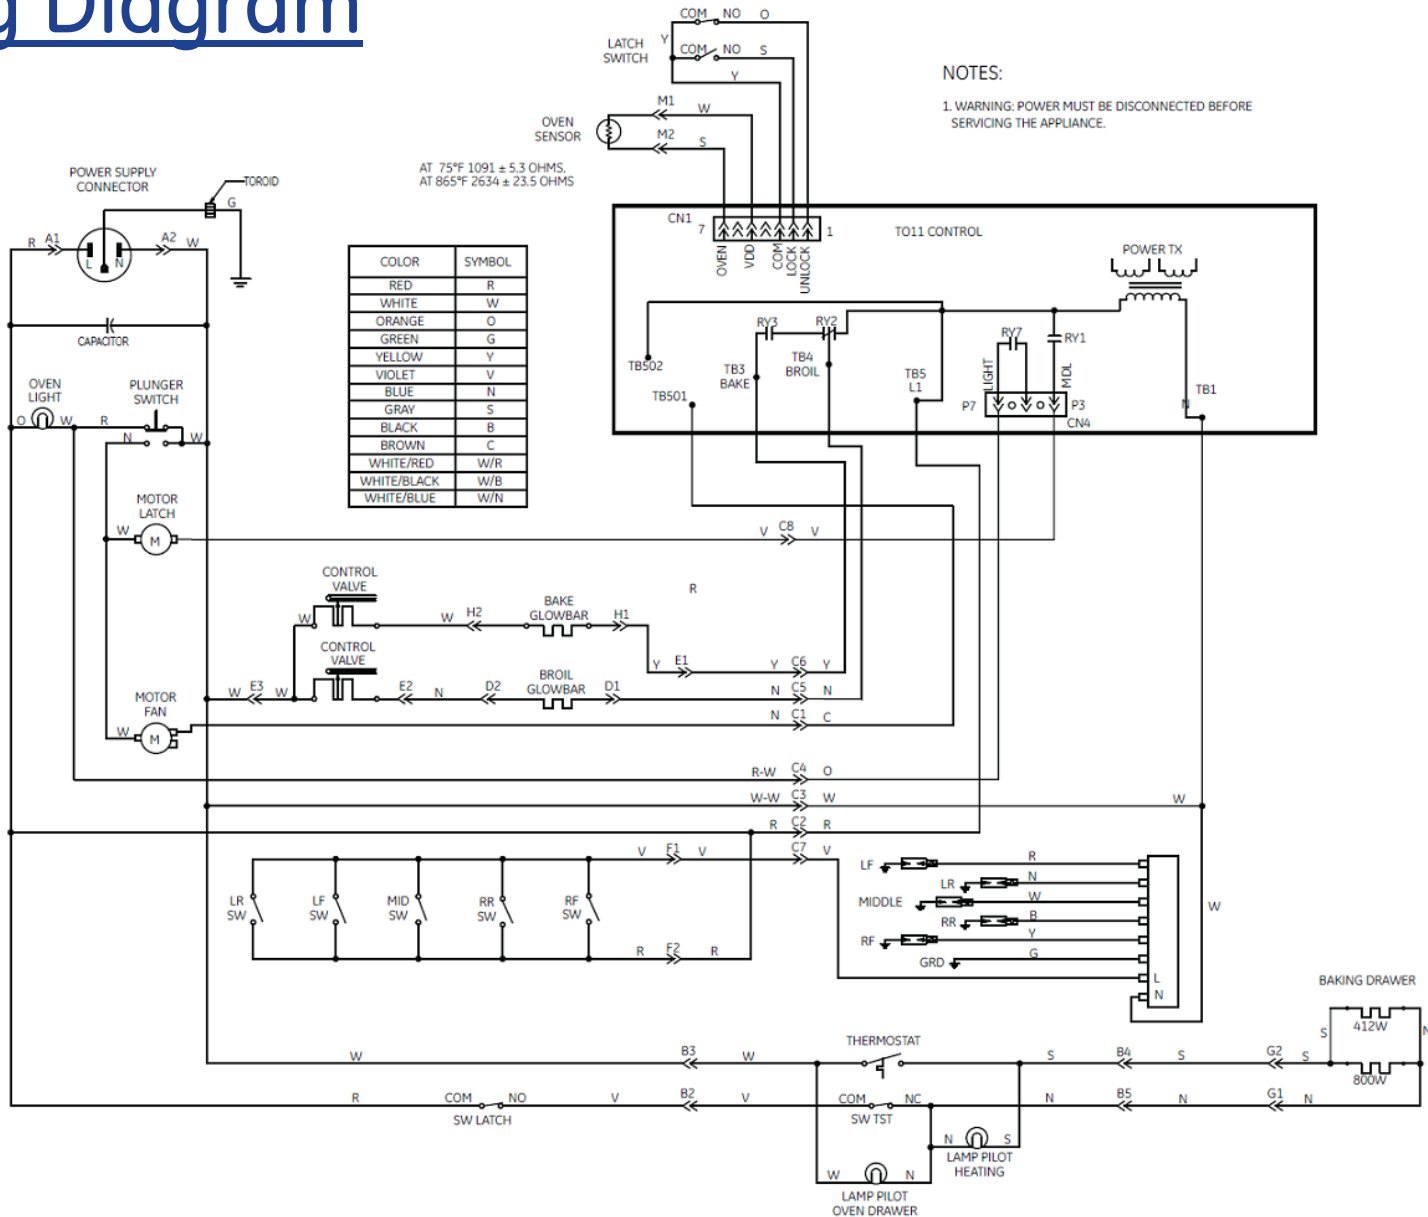 g Diagram
COM NO O
Y
LATCH
SWITCH
COM NO S
Y
NOTES:
1. WARNING: POWER MUST BE DISCONNECTED BEFORE
SERVICING THE APPLIANCE.
OVEN
SENSOR
M1 W
M2 S
AT 75°F 1091 ± 5.3 OHMS.
AT 865°F 2634 ± 23.5 OHMS
POWER SUPPLY
CONNECTOR
TOROID
G
R A1
L N
A2 W
CAPACITOR
COLOR SYMBOL
RED R
WHITE W
ORANGE O
GREEN G
YELLOW Y
VIOLET V
BLUE N
GRAY S
BLACK B
BROWN C
WHITE/RED W/R
WHITE/BLACK W/B
WHITE/BLUE W/N
CN1 7 1
TO11 CONTROL
OVEN
VDD
COM
LOCK
UNLOCK
POWER TX
RY3 RY2
RY7 RY1
TB502
TB3
BAKE
TB4
BROIL
TB5
L1
LIGHT
MDL
TB1
N
TB501
P7 P3
CN4
OVEN
LIGHT
PLUNGER
SWITCH
O W R
N W
MOTOR
LATCH
W M
V C8 V
R
CONTROL
VALVE
W
W H2
BAKE
GLOWBAR
H1
CONTROL
VALVE
Y E1 Y C6 Y
W E3 W
E2 N D2
BROIL
GLOWBAR
D1
N C5 N
MOTOR
FAN
W M
N C1 C
R-W C4 O
W-W C3 W W
R C2 R
V F1 V C7 V
LR
SW
LF
SW
MID
SW
RR
SW
RF
SW
R F2 R
LF R
LR N
MIDDLE W
RR B
RF Y
GRD G
L
N
W
BAKING DRAWER
412W
S N
800W
W B3 W
THERMOSTAT
S B4 S G2 S
R COM NO V B2 V
SW LATCH
COM NC
SW TST
N B5 N G1 N
N S
LAMP PILOT
HEATING
W N
LAMP PILOT
OVEN DRAWER